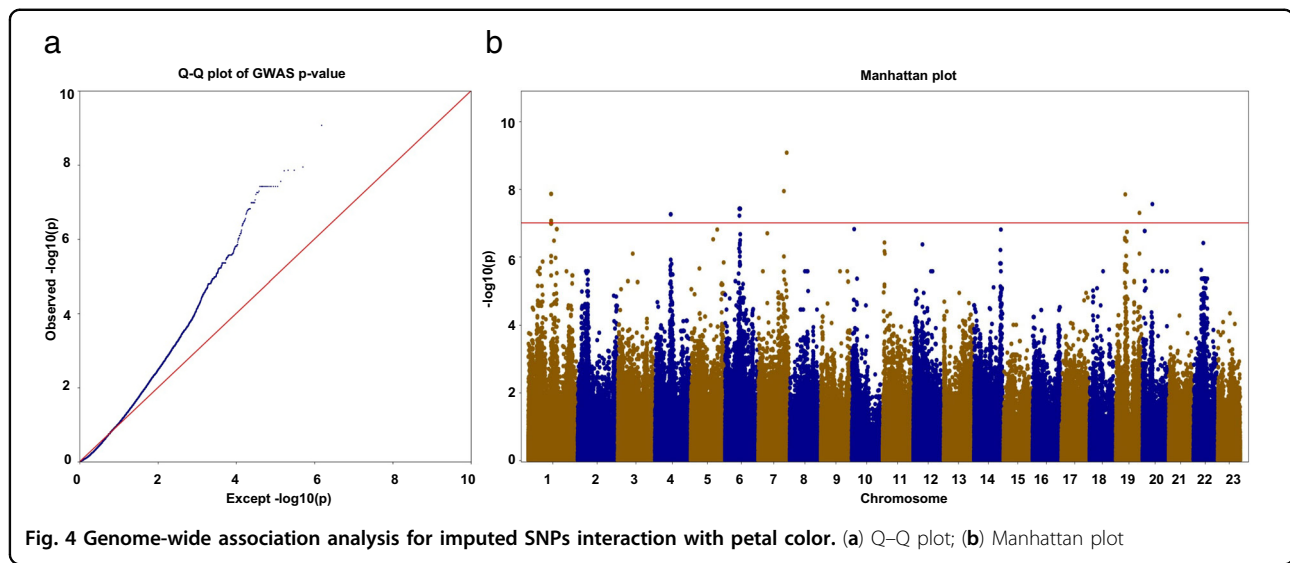 a
Q-Q plot of GWAS p-value
10
8
6
4
2
0
Observed -log10(p)
0 2 4 6 8 10
Except -log10(p)
b
Manhattan plot
10
8
6
4
2
0
-log10(p)
1 2 3 4 5 6 7 8 9 10 11 12 13 14 15 16 17 18 19 20 21 22 23
Chromosome
Fig. 4 Genome-wide association analysis for imputed SNPs interaction with petal color. (a) Q–Q plot; (b) Manhattan plot